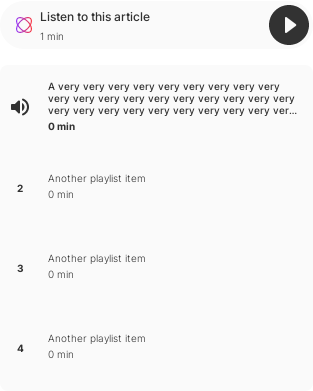 Listen to this article
1 min
A very very very very very very very very very
very very very very very very very very very very
very very very very very very very very very ver...
0 min
2
Another playlist item
0 min
3
Another playlist item
0 min
4
Another playlist item
0 min